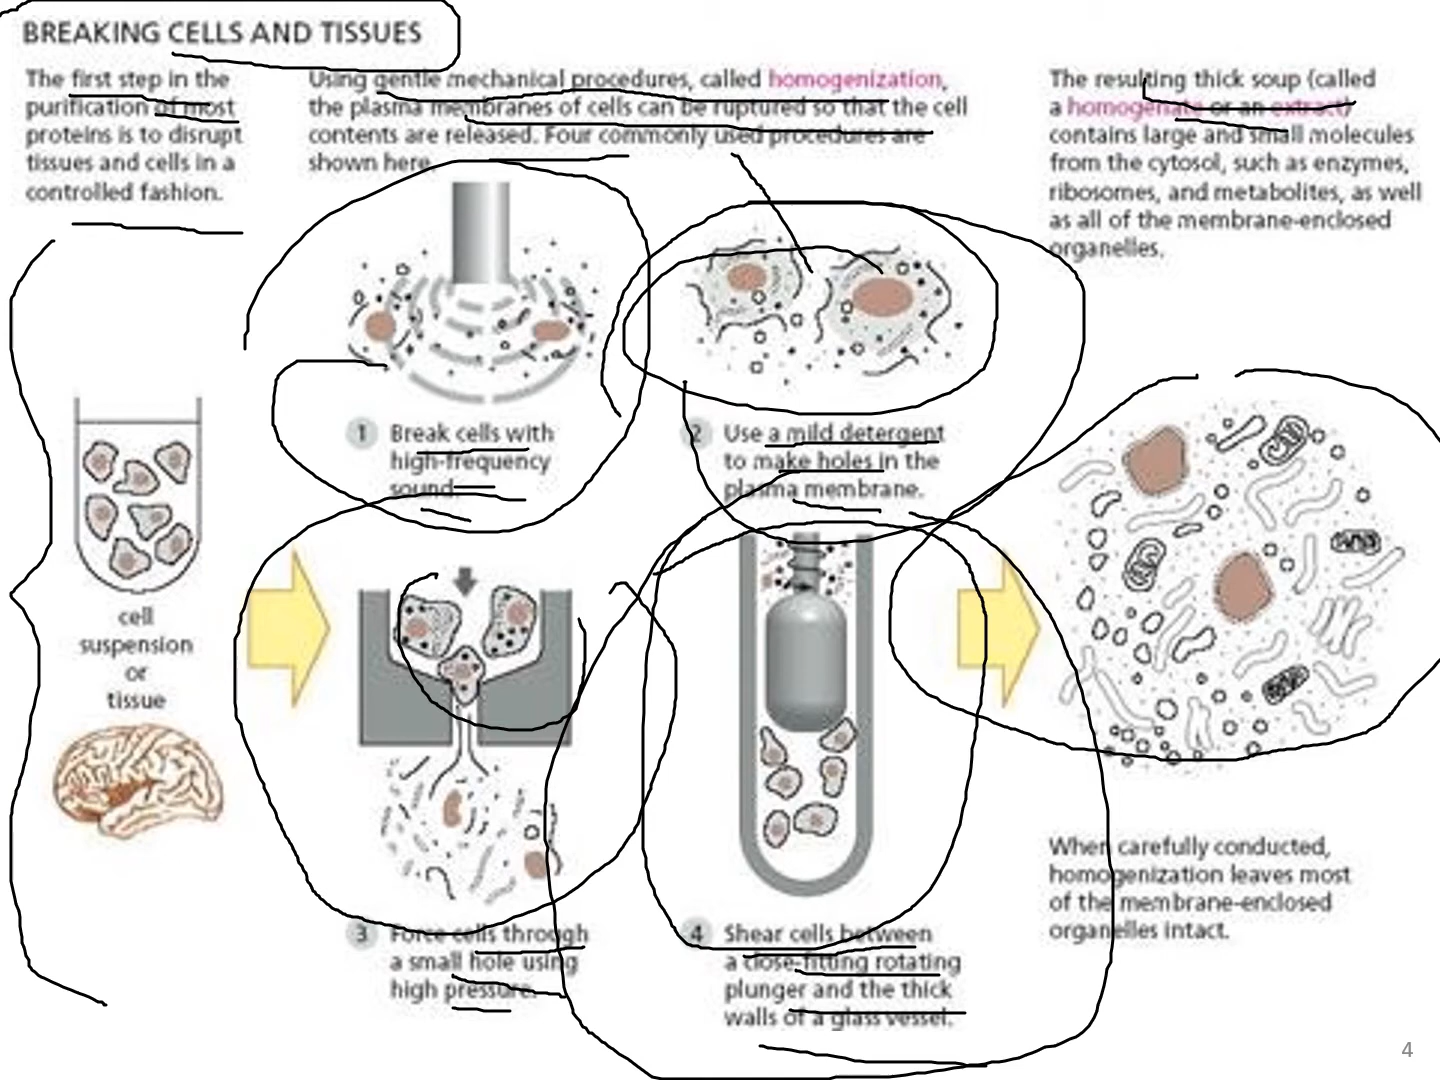 BREAKING CELLS AND TISSUES
The first step in the
purification of most
proteins is to disrupt
tissues and cells in a
controlled fashion.
Using gentle mechanical procedures, called homogenization,
the plasma membranes of cells can be ruptured so that the cell
contents are released. Four commonly used procedures are
shown here.
The resulting thick soup (called
a homogenate or an extract)
contains large and small molecules
from the cytosol, such as enzymes,
ribosomes, and metabolites, as well
as all of the membrane-enclosed
organelles.
cell
suspension
or
tissue
1 Break cells with
high-frequency
sound.
2 Use a mild detergent
to make holes in the
plasma membrane.
3 Force cells through
a small hole using
high pressure.
4 Shear cells between
a close-fitting rotating
plunger and the thick
walls of a glass vessel.
When carefully conducted,
homogenization leaves most
of the membrane-enclosed
organelles intact.
4